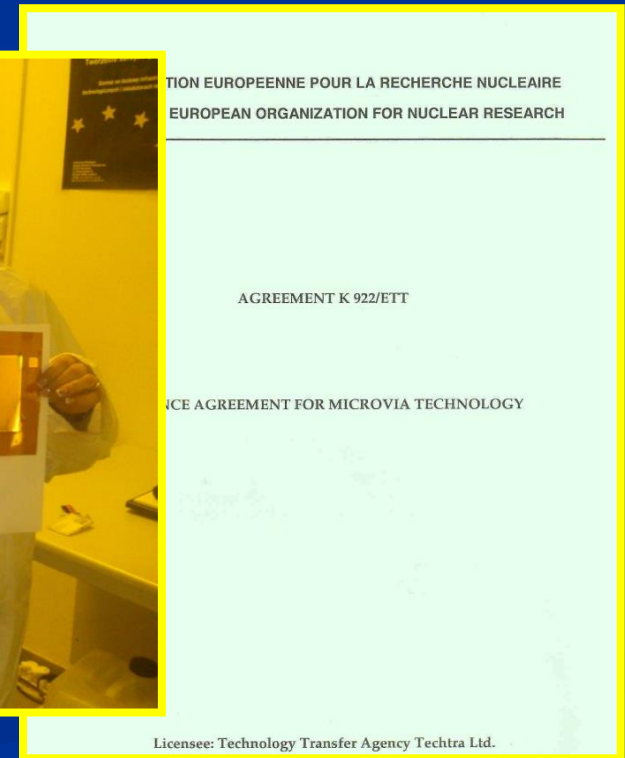 TION EUROPEENNE POUR LA RECHERCHE NUCLEAIRE
EUROPEAN ORGANIZATION FOR NUCLEAR RESEARCH
AGREEMENT K 922/ETT
NCE AGREEMENT FOR MICROVIA TECHNOLOGY
Licensee: Technology Transfer Agency Techtra Ltd.